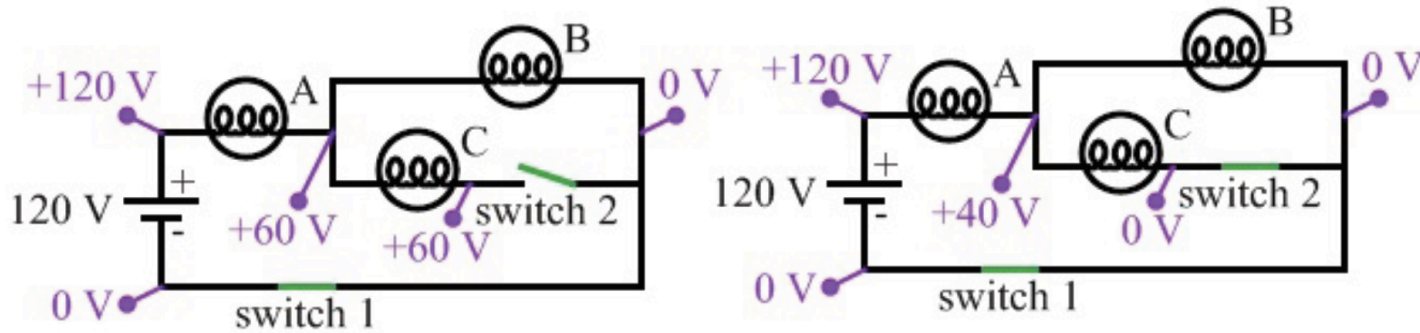 B
A
+120 V
0 V
C
+
120 V
-
switch 2
+60 V
+60 V
0 V
switch 1
B
A
+120 V
0 V
C
+
120 V
-
switch 2
+40 V
0 V
0 V
switch 1